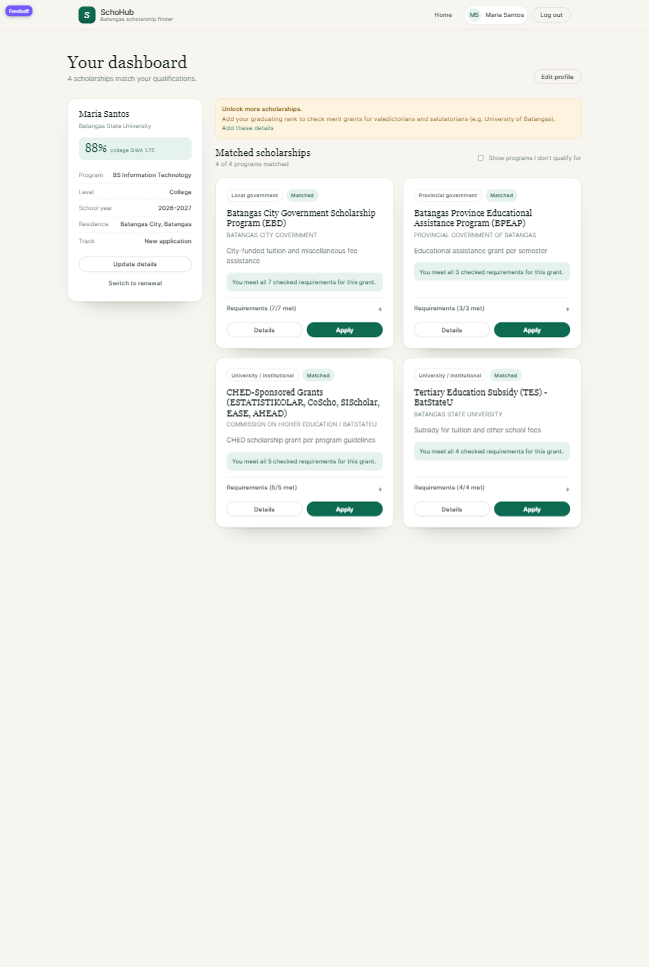 S
SchoHub
Batangas scholarship finder
Home
MS
Maria Santos
Log out
Your dashboard
4 scholarships match your qualifications.
Edit profile
Maria Santos
Batangas State University
88% college GWA 1.75
Program BS Information Technology
Level College
School year 2026-2027
Residence Batangas City, Batangas
Track New application
Update details
Switch to renewal
Unlock more scholarships.
Add your graduating rank to check merit grants for valedictorians and salutatorians (e.g. University of Batangas).
Add these details
Matched scholarships
4 of 4 programs matched
Show programs I don't qualify for
Local government Matched
Batangas City Government Scholarship
Program (EBD)
BATANGAS CITY GOVERNMENT
City-funded tuition and miscellaneous fee
assistance
You meet all 7 checked requirements for this grant.
Requirements (7/7 met) +
Details Apply
Provincial government Matched
Batangas Province Educational
Assistance Program (BPEAP)
PROVINCIAL GOVERNMENT OF BATANGAS
Educational assistance grant per semester
You meet all 3 checked requirements for this grant.
Requirements (3/3 met) +
Details Apply
University / Institutional Matched
CHED-Sponsored Grants
(ESTATISTIKOLAR, CoScho, SIScholar,
EASE, AHEAD)
COMMISSION ON HIGHER EDUCATION / BATSTATEU
CHED scholarship grant per program guidelines
You meet all 5 checked requirements for this grant.
Requirements (5/5 met) +
Details Apply
University / Institutional Matched
Tertiary Education Subsidy (TES) -
BatStateU
BATANGAS STATE UNIVERSITY
Subsidy for tuition and other school fees
You meet all 4 checked requirements for this grant.
Requirements (4/4 met) +
Details Apply